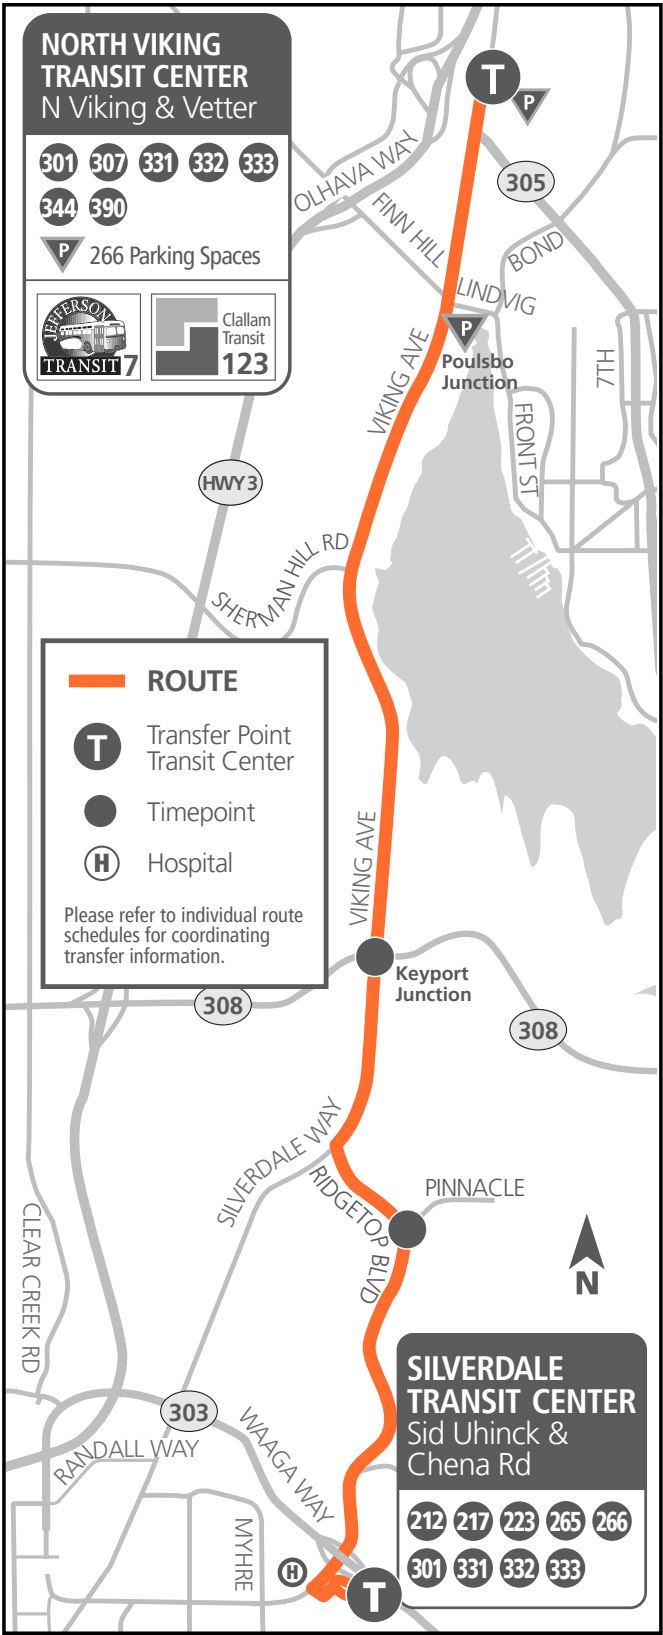 NORTH VIKING
TRANSIT CENTER
N Viking & Vetter
301 307 331 332 333
344 390
P 266 Parking Spaces
JEFFERSON
TRANSIT 7
Clallam
Transit
123
T
P
305
OLHAVA WAY
FINN HILL
BOND
LINDVIG
P
Poulsbo
Junction
VIKING AVE
7TH
FRONT ST
HWY 3
SHERMAN HILL RD
ROUTE
T Transfer Point
Transit Center
Timepoint
H Hospital
Please refer to individual route
schedules for coordinating
transfer information.
VIKING AVE
Keyport
Junction
308
308
SILVERDALE WAY
RIDGETOP BLVD
PINNACLE
CLEAR CREEK RD
N
303
RANDALL WAY
WAAGA WAY
MYHRE
H
T
SILVERDALE
TRANSIT CENTER
Sid Uhinck &
Chena Rd
212 217 223 265 266
301 331 332 333